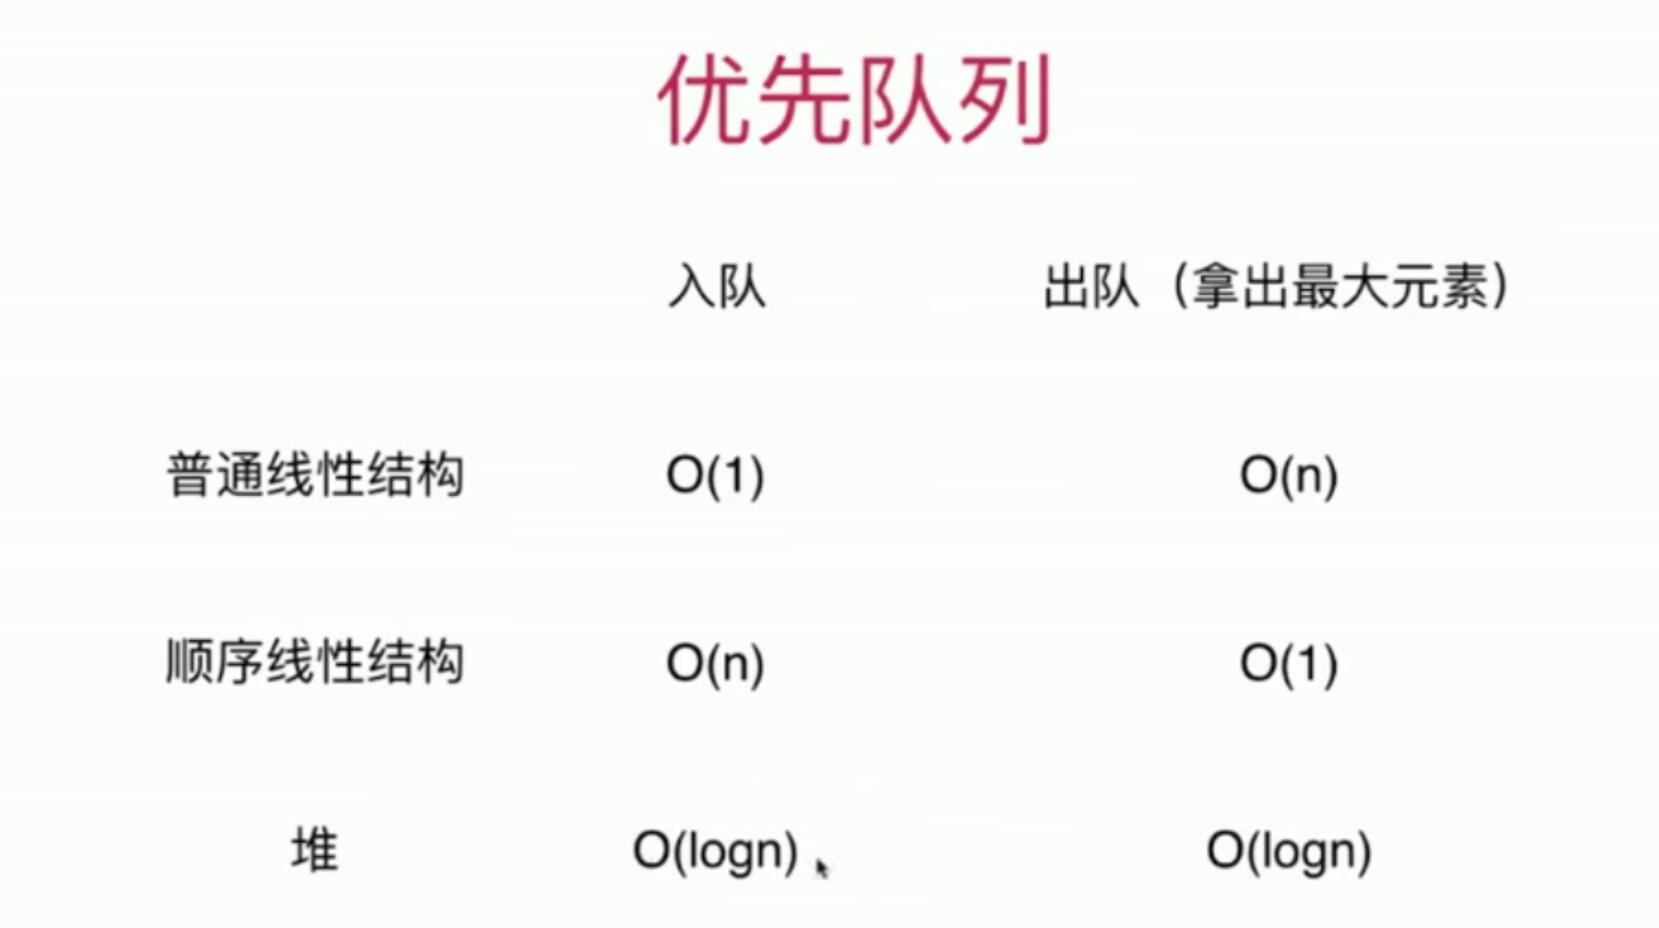 优先队列
入队 出队（拿出最大元素）
普通线性结构 O(1) O(n)
顺序线性结构 O(n) O(1)
堆 O(logn) O(logn)